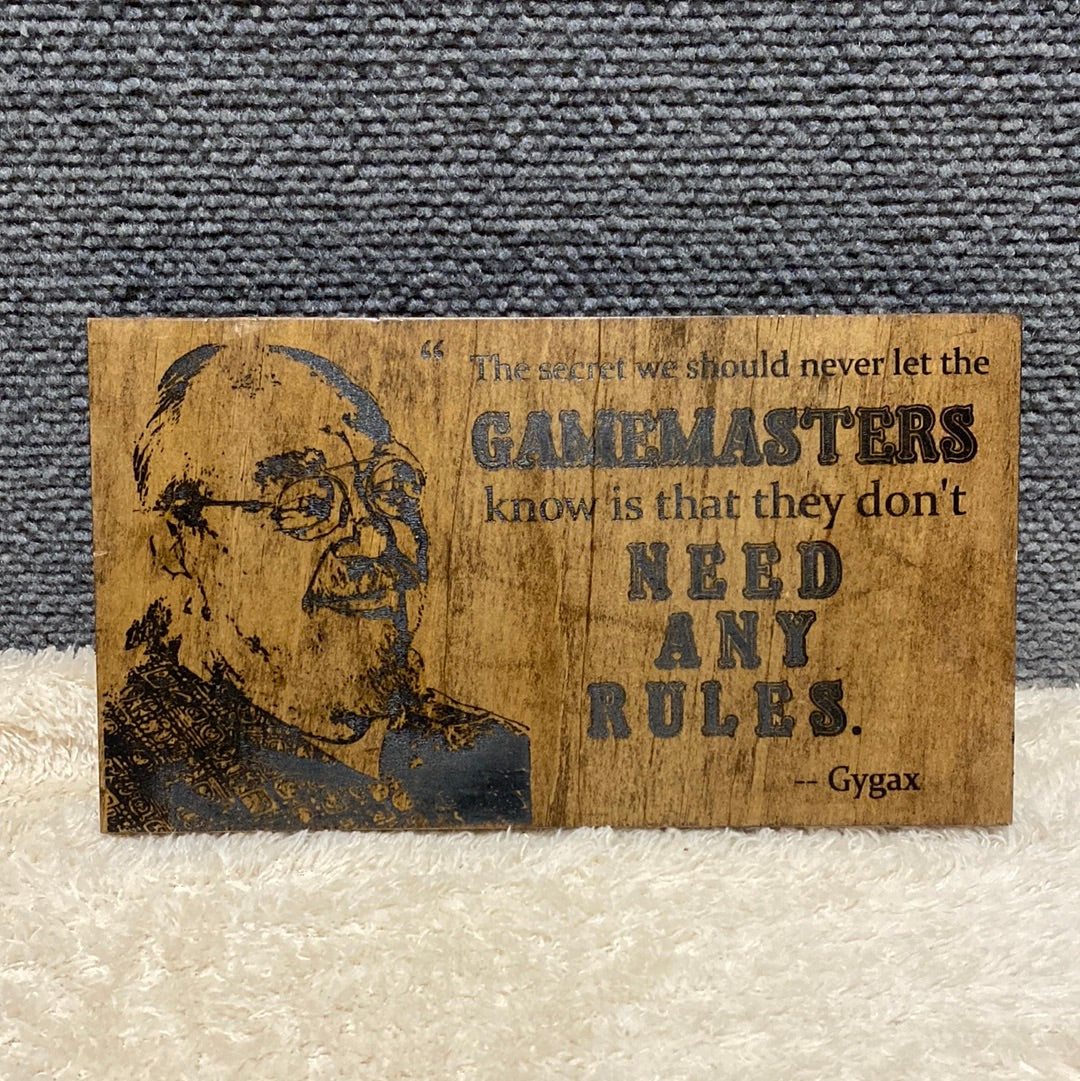 “ The secret we should never let the
GAMEMASTERS
know is that they don't
NEED
ANY
RULES.
-- Gygax